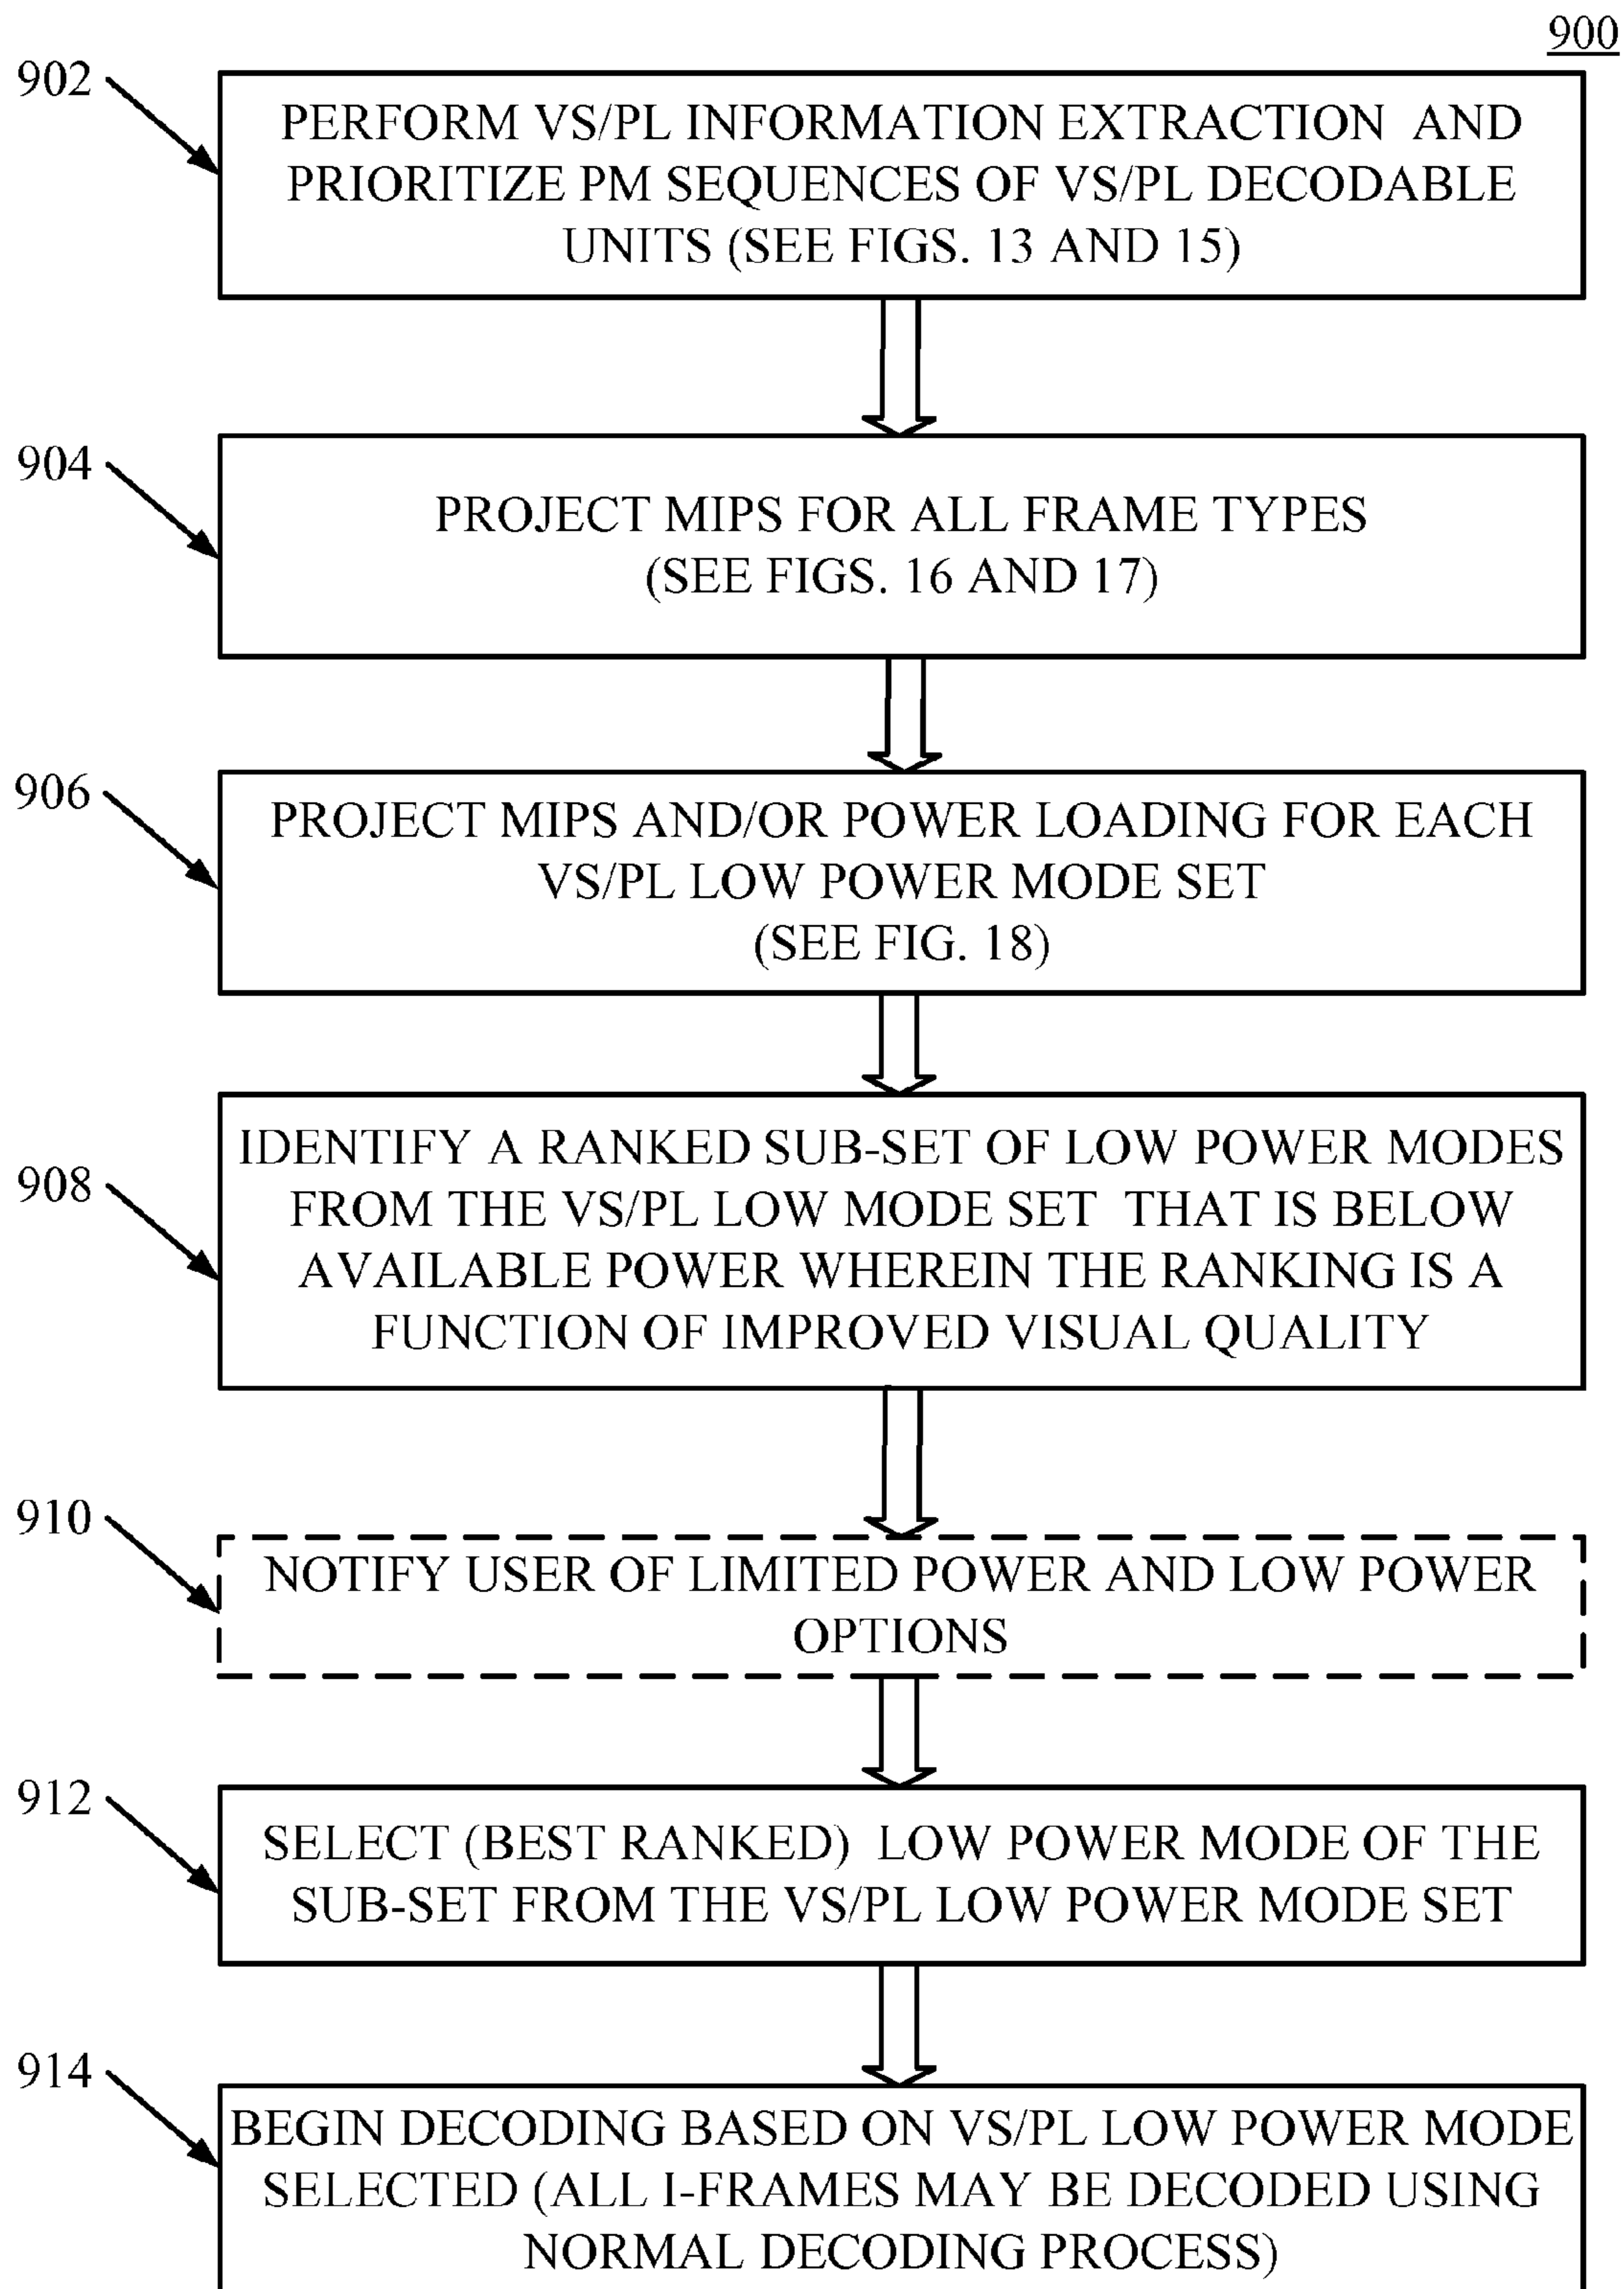 900
902
PERFORM VS/PL INFORMATION EXTRACTION AND
PRIORITIZE PM SEQUENCES OF VS/PL DECODABLE
UNITS (SEE FIGS. 13 AND 15)
904
PROJECT MIPS FOR ALL FRAME TYPES
(SEE FIGS. 16 AND 17)
906
PROJECT MIPS AND/OR POWER LOADING FOR EACH
VS/PL LOW POWER MODE SET
(SEE FIG. 18)
908
IDENTIFY A RANKED SUB-SET OF LOW POWER MODES
FROM THE VS/PL LOW MODE SET THAT IS BELOW
AVAILABLE POWER WHEREIN THE RANKING IS A
FUNCTION OF IMPROVED VISUAL QUALITY
910
NOTIFY USER OF LIMITED POWER AND LOW POWER
OPTIONS
912
SELECT (BEST RANKED) LOW POWER MODE OF THE
SUB-SET FROM THE VS/PL LOW POWER MODE SET
914
BEGIN DECODING BASED ON VS/PL LOW POWER MODE
SELECTED (ALL I-FRAMES MAY BE DECODED USING
NORMAL DECODING PROCESS)